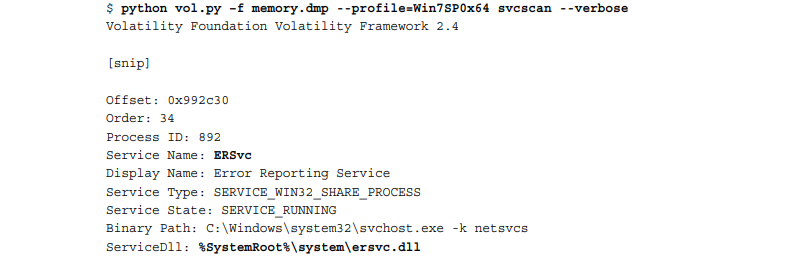 $ python vol.py -f memory.dmp --profile=Win7SP0x64 svcscan --verbose
Volatility Foundation Volatility Framework 2.4
[snip]
Offset: 0x992c30
Order: 34
Process ID: 892
Service Name: ERSvc
Display Name: Error Reporting Service
Service Type: SERVICE_WIN32_SHARE_PROCESS
Service State: SERVICE_RUNNING
Binary Path: C:\Windows\system32\svchost.exe -k netsvcs
ServiceDll: %SystemRoot%\system\ersvc.dll